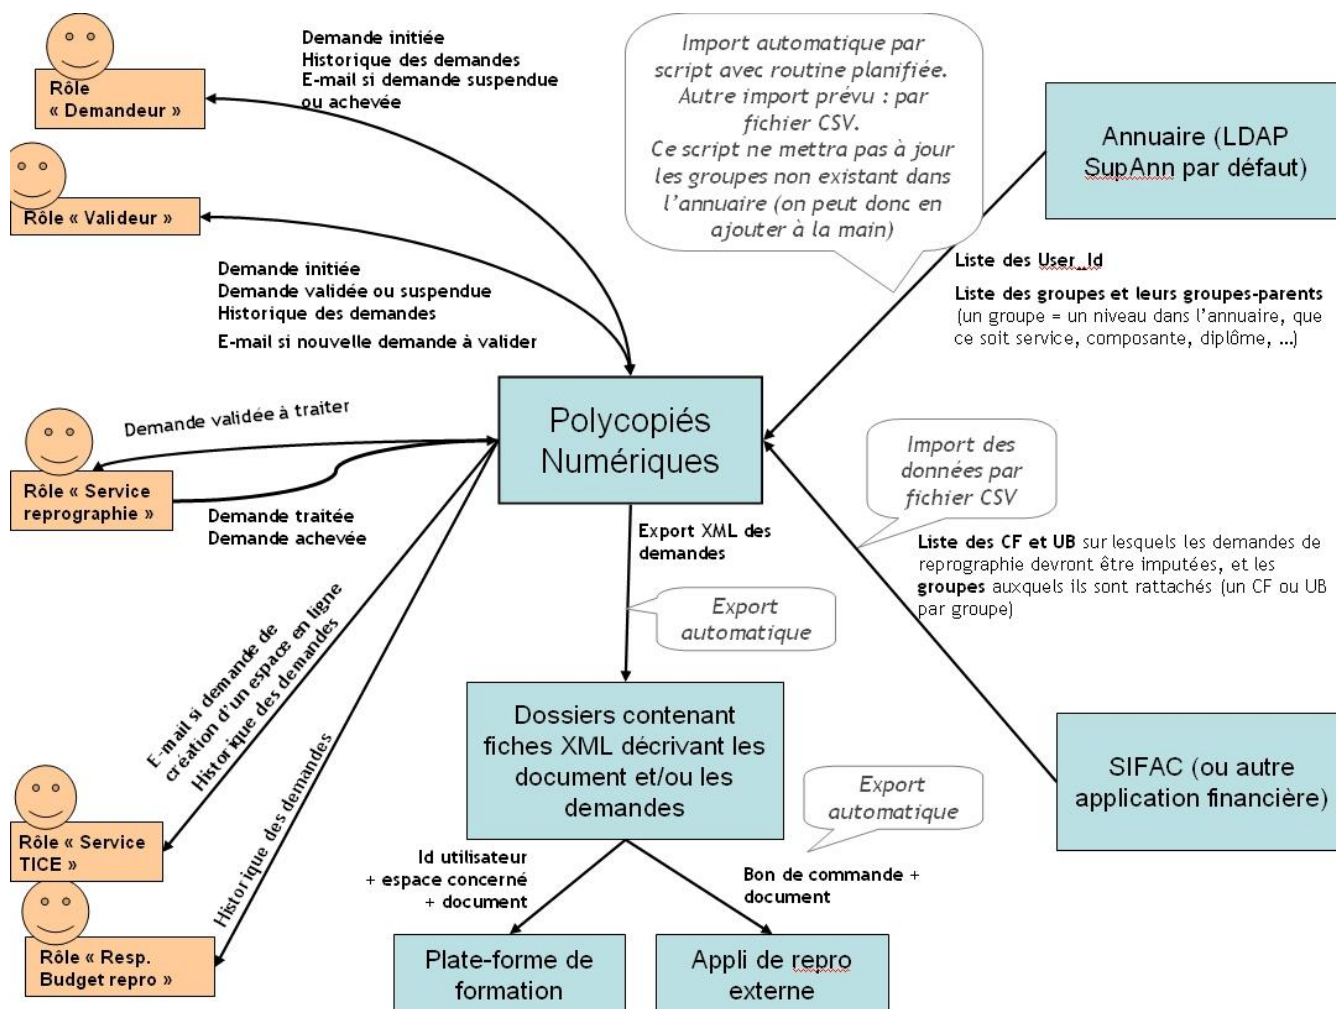 Rôle
« Demandeur »
Demande initiée
Historique des demandes
E-mail si demande suspendue
ou achevée
Import automatique par
script avec routine planifiée.
Autre import prévu : par
fichier CSV.
Ce script ne mettra pas à jour
les groupes non existant dans
l'annuaire (on peut donc en
ajouter à la main)
Annuaire (LDAP
SupAnn par défaut)
Rôle « Valideur »
Demande initiée
Demande validée ou suspendue
Historique des demandes
E-mail si nouvelle demande à valider
Liste des User_Id
Liste des groupes et leurs groupes-parents
(un groupe = un niveau dans l'annuaire, que
ce soit service, composante, diplôme, ...)
Polycopiés
Numériques
Demande validée à traiter
Rôle « Service
reprographie »
Demande traitée
Demande achevée
Import des
données par
fichier CSV
Liste des CF et UB sur lesquels les demandes de
reprographie devront être imputées, et les
groupes auxquels ils sont rattachés (un CF ou UB
par groupe)
Export XML des
demandes
Export
automatique
E-mail si demande de
création d'un espace en ligne
Historique des demandes
Historique des demandes
Dossiers contenant
fiches XML décrivant les
document et/ou les
demandes
Export
automatique
SIFAC (ou autre
application financière)
Rôle « Service
TICE »
Id utilisateur
+ espace concerné
+ document
Bon de commande +
document
Rôle « Resp.
Budget repro »
Plate-forme de
formation
Appli de repro
externe